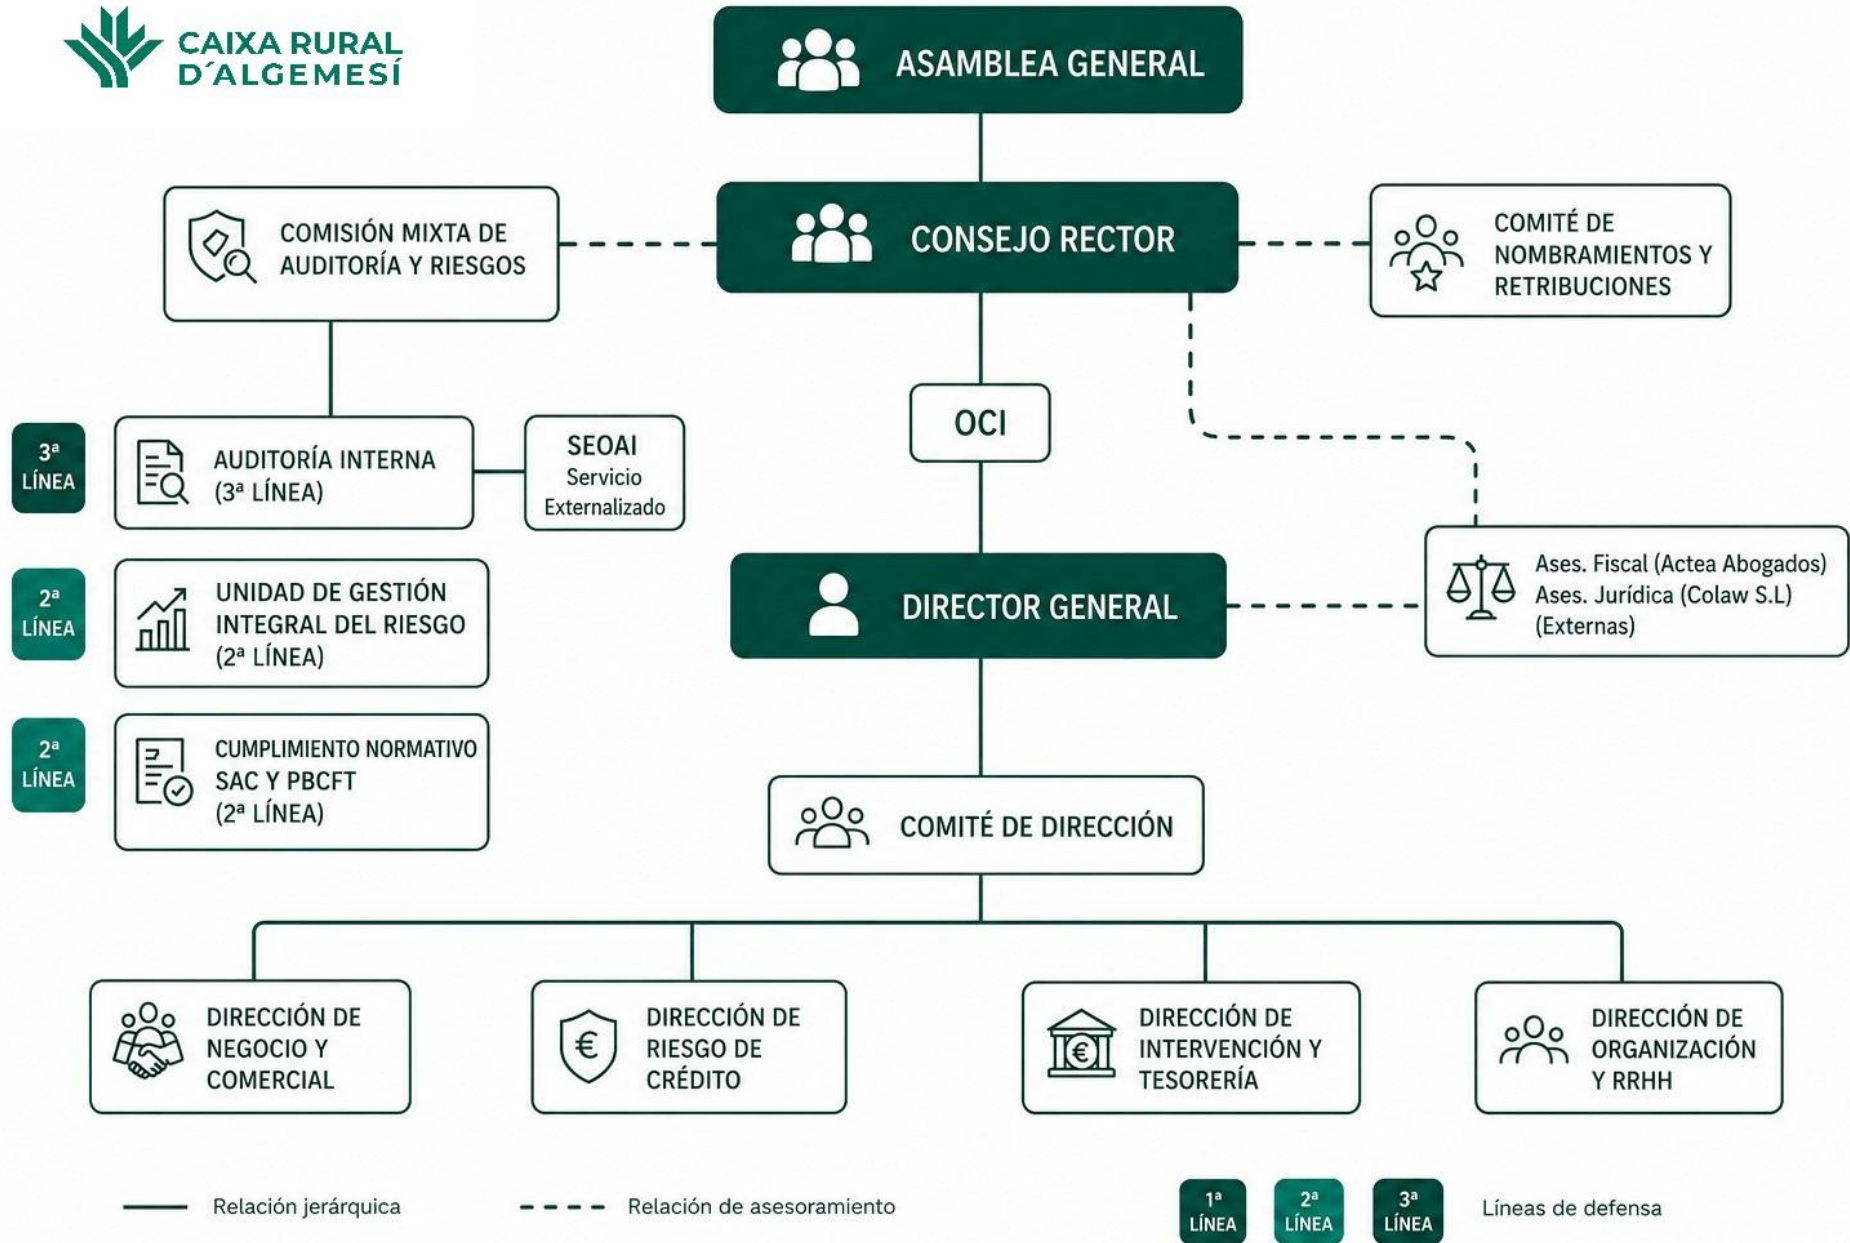 CAIXA RURAL
D´ALGEMESÍ
ASAMBLEA GENERAL
COMISIÓN MIXTA DE
AUDITORÍA Y RIESGOS
CONSEJO RECTOR
COMITÉ DE
NOMBRAMIENTOS Y
RETRIBUCIONES
OCI
3ª
LÍNEA
AUDITORÍA INTERNA
(3ª LÍNEA)
SEOAI
Servicio
Externalizado
2ª
LÍNEA
UNIDAD DE GESTIÓN
INTEGRAL DEL RIESGO
(2ª LÍNEA)
DIRECTOR GENERAL
Ases. Fiscal (Actea Abogados)
Ases. Jurídica (Colaw S.L)
(Externas)
2ª
LÍNEA
CUMPLIMIENTO NORMATIVO
SAC Y PBCFT
(2ª LÍNEA)
COMITÉ DE DIRECCIÓN
DIRECCIÓN DE
NEGOCIO Y
COMERCIAL
DIRECCIÓN DE
RIESGO DE
CRÉDITO
DIRECCIÓN DE
INTERVENCIÓN Y
TESORERÍA
DIRECCIÓN DE
ORGANIZACIÓN
Y RRHH
Relación jerárquica
Relación de asesoramiento
1ª
LÍNEA
2ª
LÍNEA
3ª
LÍNEA
Líneas de defensa